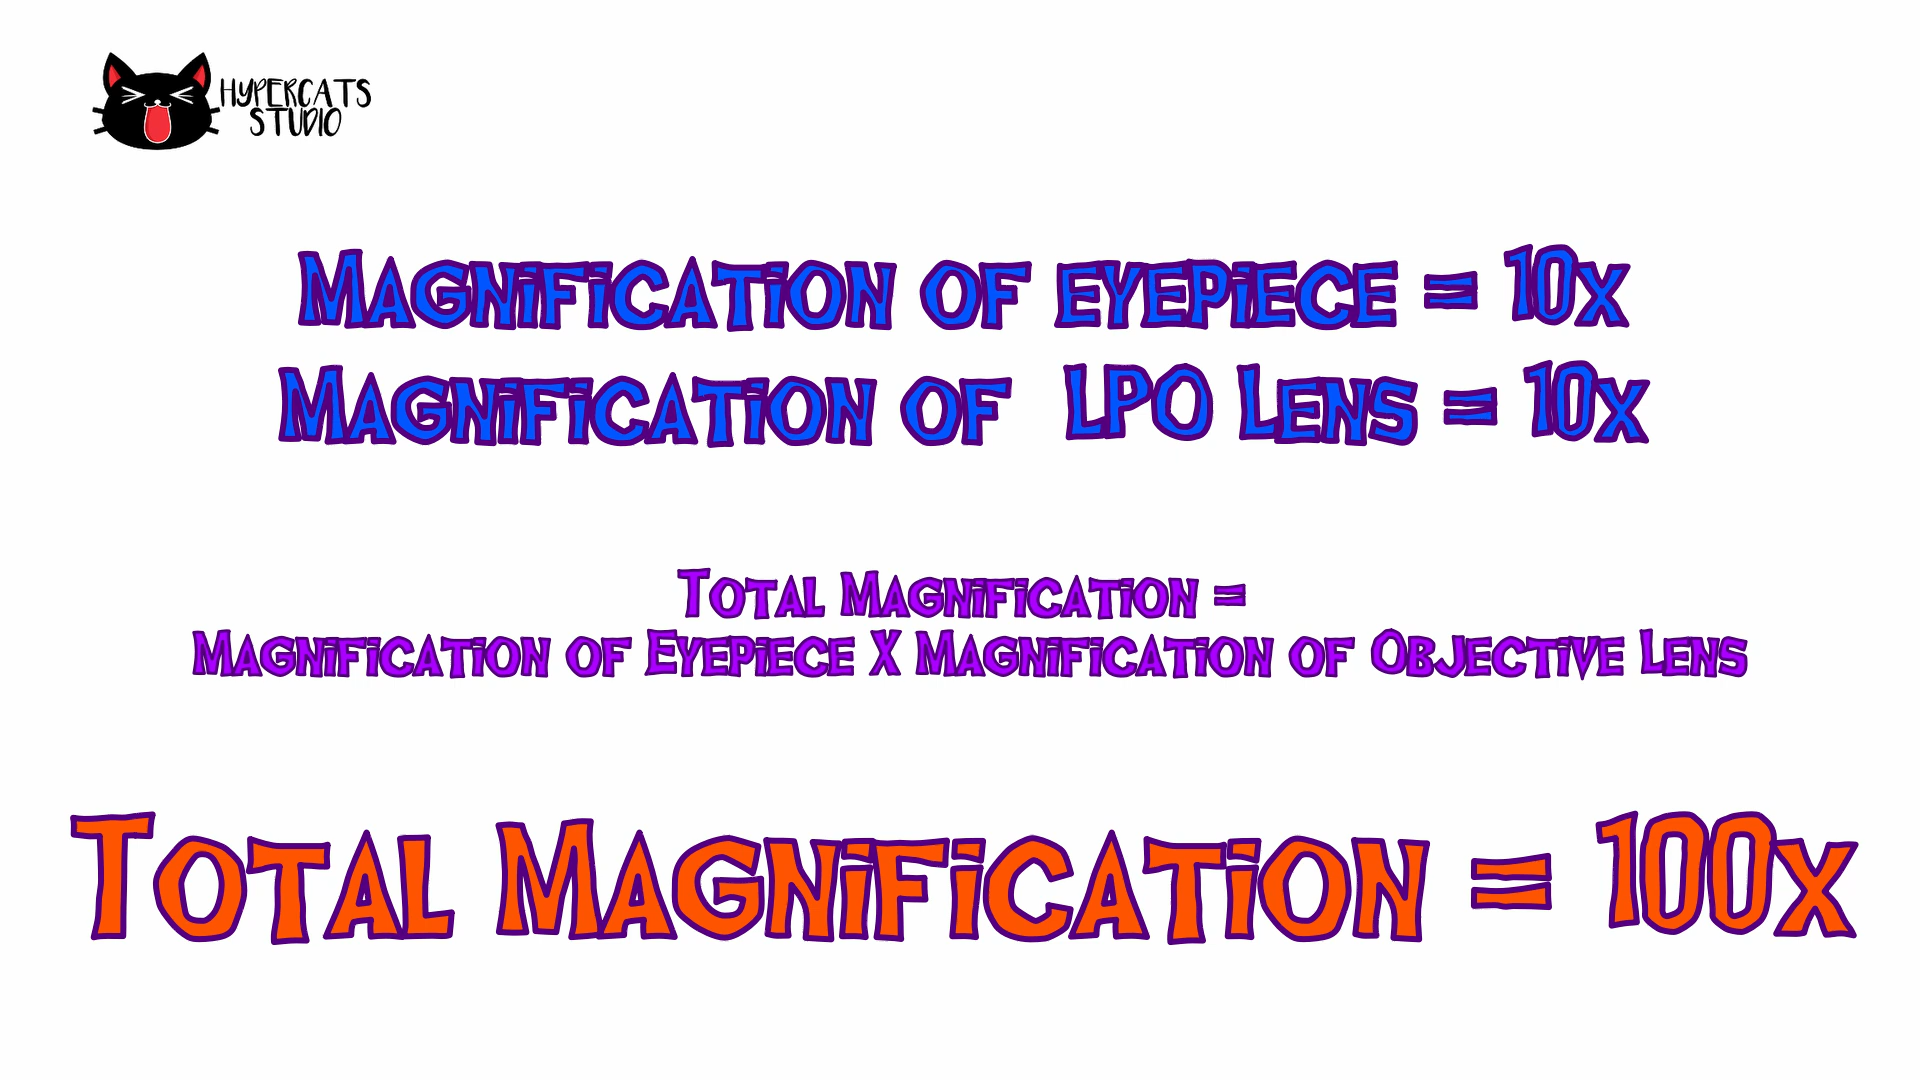 HYPERCATS
STUDIO
Magnification of eyepiece = 10x
Magnification of LPO Lens = 10x
Total Magnification =
Magnification of Eyepiece X Magnification of Objective Lens
Total Magnification = 100x